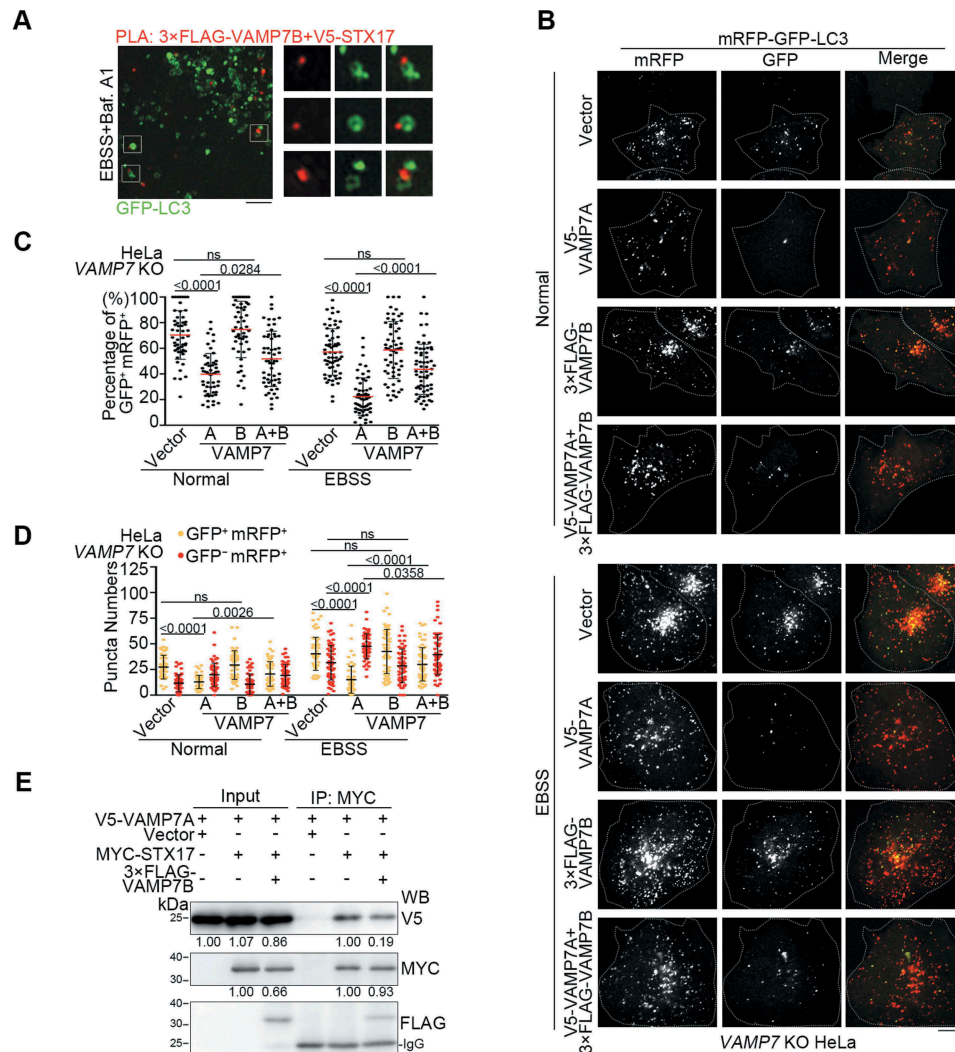 A
PLA: 3×FLAG-VAMP7B+V5-STX17
EBSS+Baf. A1
GFP-LC3
B
mRFP-GFP-LC3
mRFP GFP Merge
Normal
Vector
V5-
VAMP7A
3×FLAG-
VAMP7B
V5-VAMP7A+
3×FLAG-VAMP7B
EBSS
Vector
V5-
VAMP7A
3×FLAG-
VAMP7B
V5-VAMP7A+
3×FLAG-VAMP7B
VAMP7 KO HeLa
C
HeLa
VAMP7 KO
ns ns
0.0284 <0.0001
<0.0001 <0.0001
(%)
Percentage of
GFP⁺ mRFP⁺
100
80
60
40
20
0
Vector A B A+B Vector A B A+B
VAMP7 VAMP7
Normal EBSS
D
HeLa
VAMP7 KO
GFP⁺ mRFP⁺
GFP⁻ mRFP⁺
ns
ns
<0.0001
0.0358
ns
0.0026
<0.0001
<0.0001
<0.0001
Puncta Numbers
125
100
75
50
25
0
Vector A B A+B Vector A B A+B
VAMP7 VAMP7
Normal EBSS
E
Input IP: MYC
V5-VAMP7A + + + + + +
Vector + - - + - -
MYC-STX17 - + + - + +
3×FLAG-
VAMP7B - - + - - +
kDa WB
25 V5
1.00 1.07 0.86 1.00 0.19
40 MYC
30
1.00 0.66 1.00 0.93
40
30 FLAG
25 -IgG